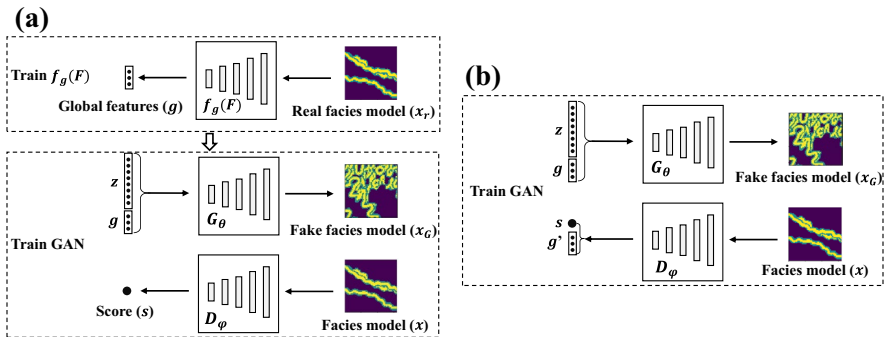 (a)
Train f_g(F)
f_g(F)
Global features (g)
Real facies model (x_r)
z
g
G_θ
Fake facies model (x_G)
Train GAN
D_φ
Score (s)
Facies model (x)
(b)
z
g
G_θ
Fake facies model (x_G)
Train GAN
s
g'
D_φ
Facies model (x)